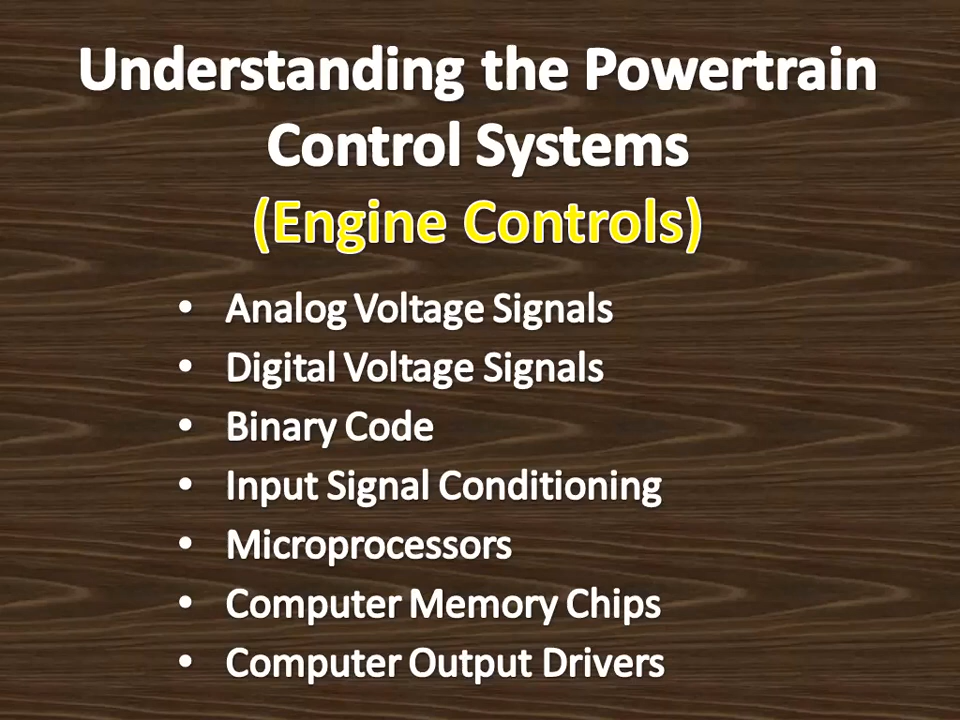 Understanding the Powertrain
Control Systems
(Engine Controls)
• Analog Voltage Signals
• Digital Voltage Signals
• Binary Code
• Input Signal Conditioning
• Microprocessors
• Computer Memory Chips
• Computer Output Drivers